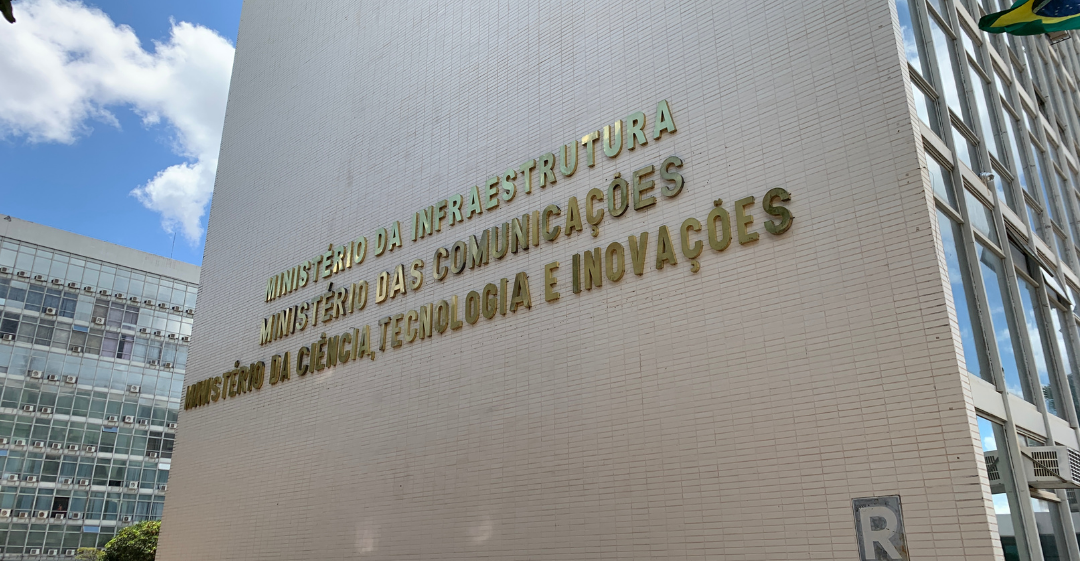 MINISTÉRIO DA INFRAESTRUTURA
MINISTÉRIO DAS COMUNICAÇÕES
MINISTÉRIO DA CIÊNCIA, TECNOLOGIA E INOVAÇÕES
R